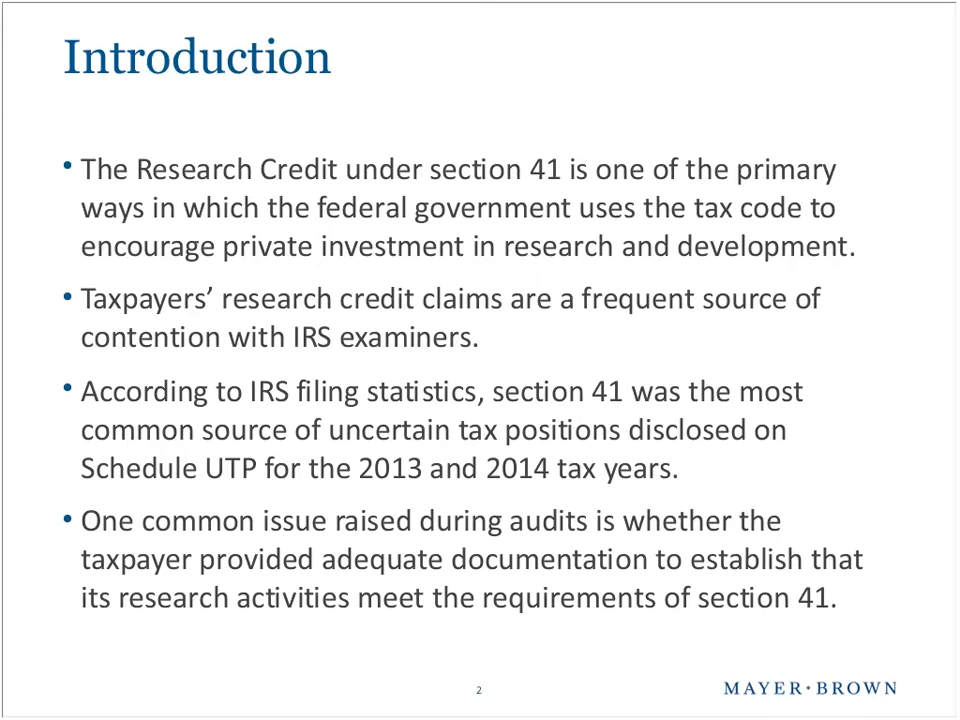 Introduction
• The Research Credit under section 41 is one of the primary
ways in which the federal government uses the tax code to
encourage private investment in research and development.
• Taxpayers’ research credit claims are a frequent source of
contention with IRS examiners.
• According to IRS filing statistics, section 41 was the most
common source of uncertain tax positions disclosed on
Schedule UTP for the 2013 and 2014 tax years.
• One common issue raised during audits is whether the
taxpayer provided adequate documentation to establish that
its research activities meet the requirements of section 41.
2
MAYER • BROWN